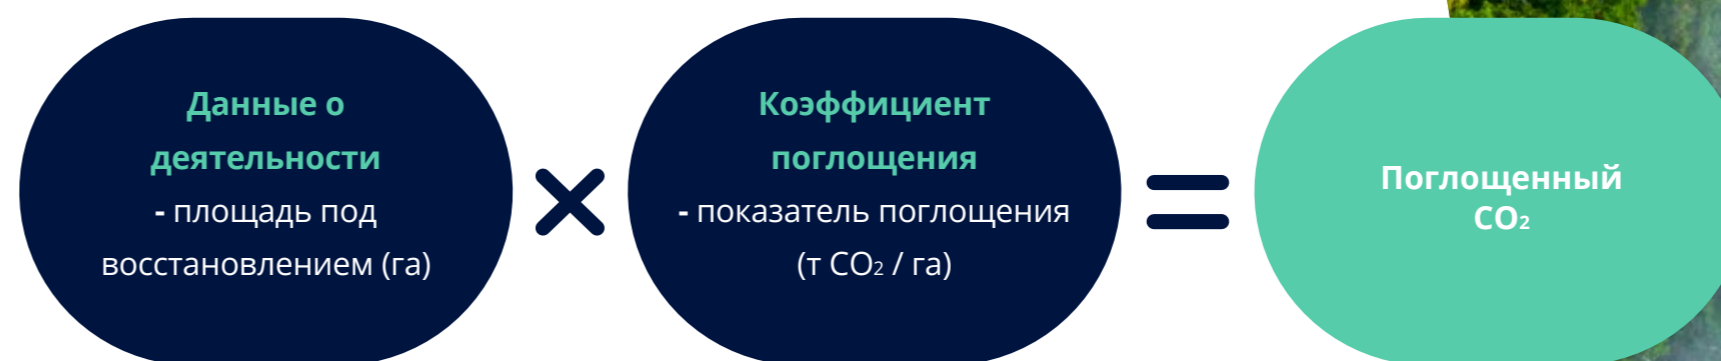 Данные о
деятельности
- площадь под
восстановлением (га)
×
Коэффициент
поглощения
- показатель поглощения
(т CO₂ / га)
=
Поглощенный
CO₂